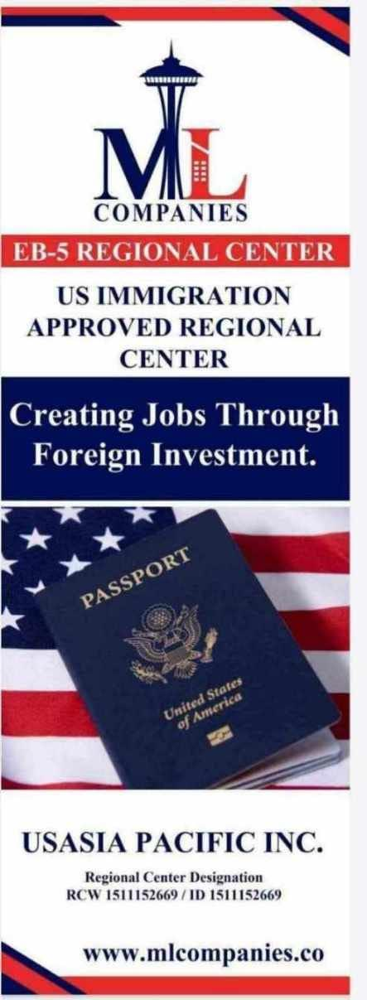 ML
COMPANIES
EB-5 REGIONAL CENTER
US IMMIGRATION
APPROVED REGIONAL
CENTER
Creating Jobs Through
Foreign Investment.
PASSPORT
United States
of America
USASIA PACIFIC INC.
Regional Center Designation
RCW 1511152669 / ID 1511152669
www.mlcompanies.co